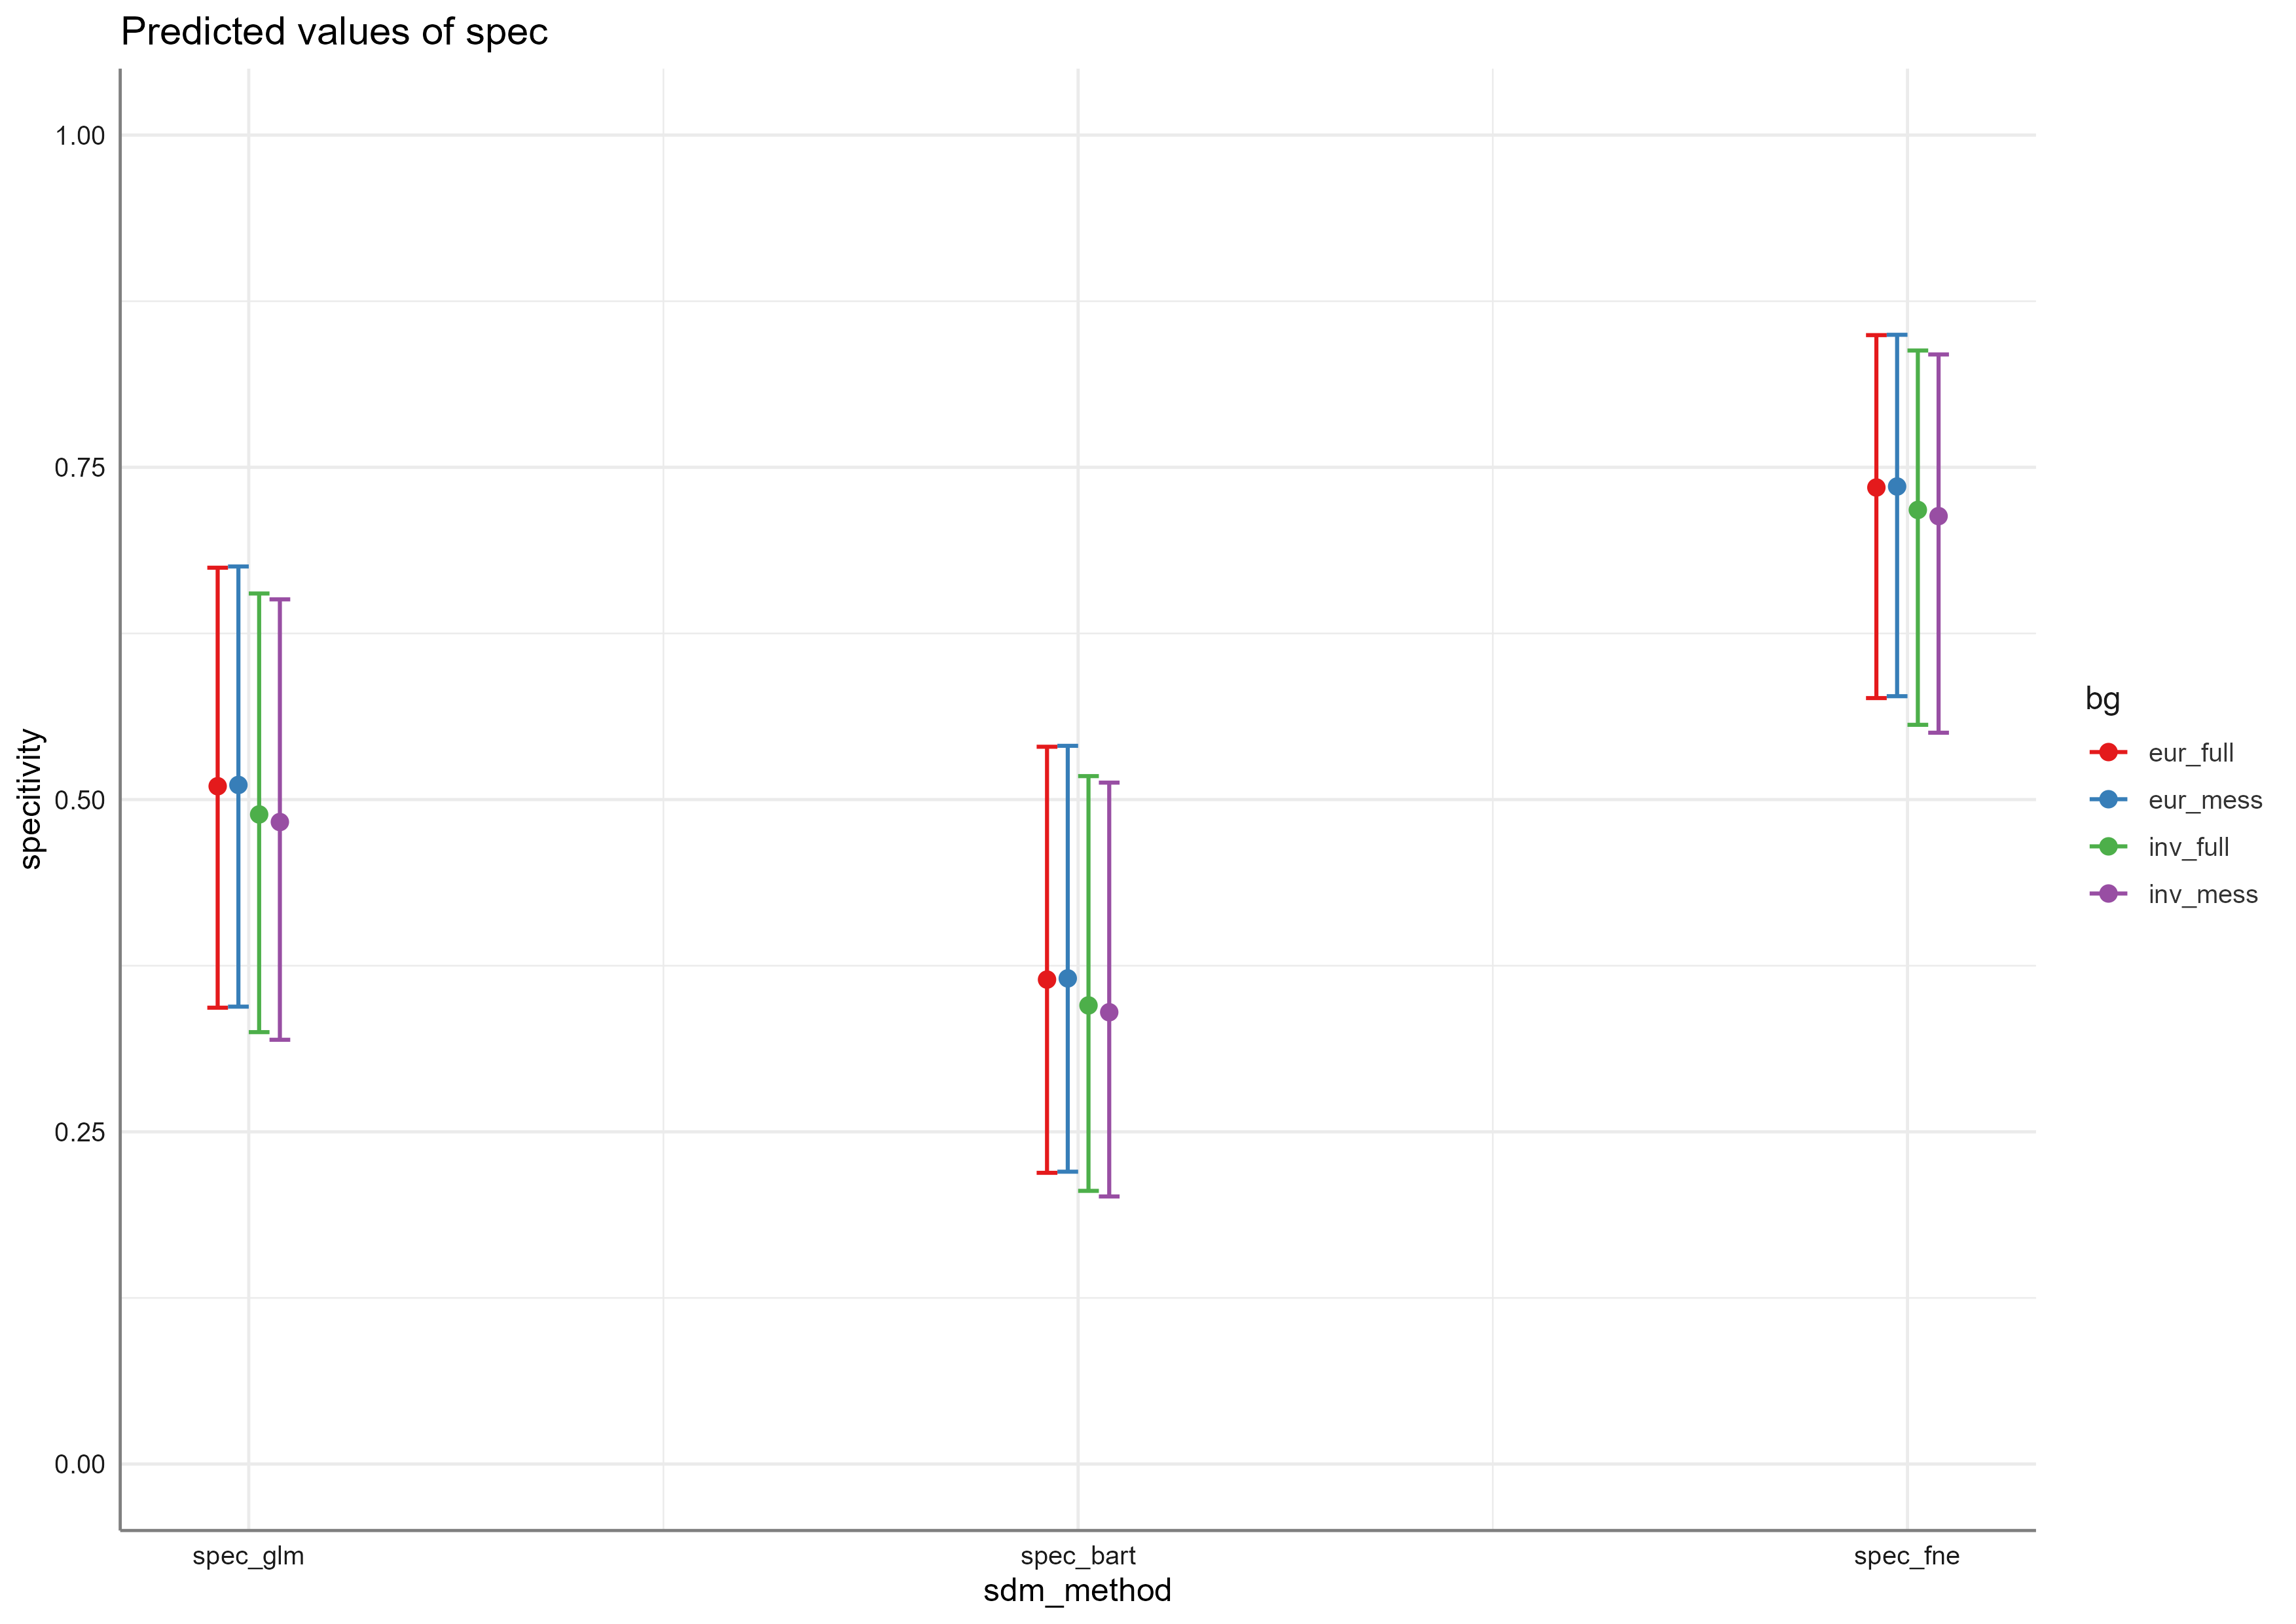 Predicted values of spec
1.00
0.75
0.50
0.25
0.00
specitivity
spec_glm
spec_bart
spec_fne
sdm_method
bg
eur_full
eur_mess
inv_full
inv_mess